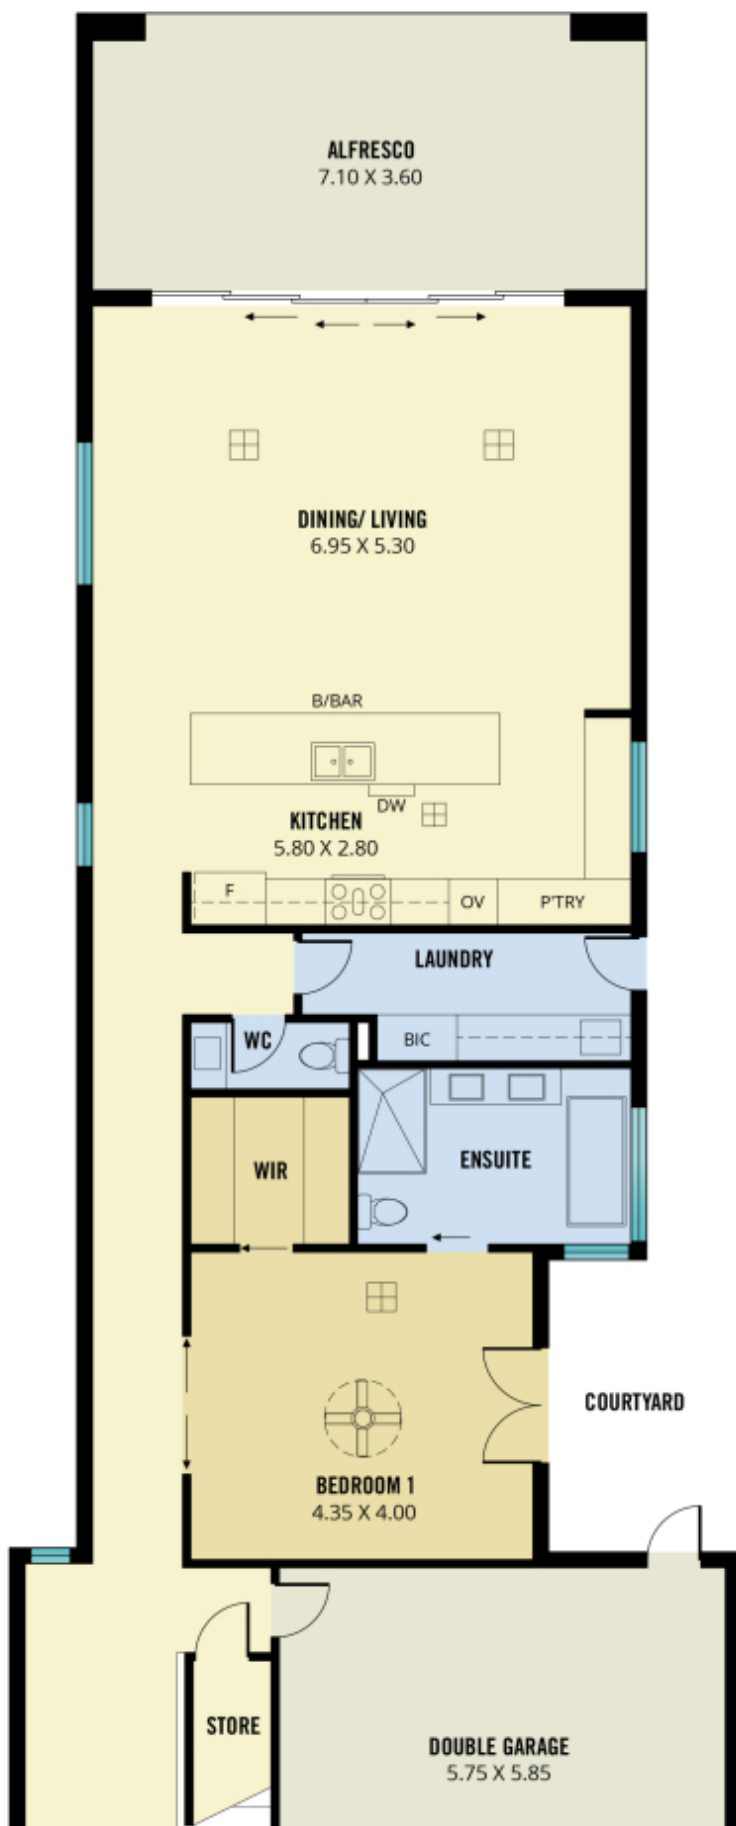 ALFRESCO
7.10 X 3.60
DINING/ LIVING
6.95 X 5.30
B/BAR
DW
KITCHEN
5.80 X 2.80
F
OV
P'TRY
LAUNDRY
WC
BIC
WIR
ENSUITE
COURTYARD
BEDROOM 1
4.35 X 4.00
STORE
DOUBLE GARAGE
5.75 X 5.85